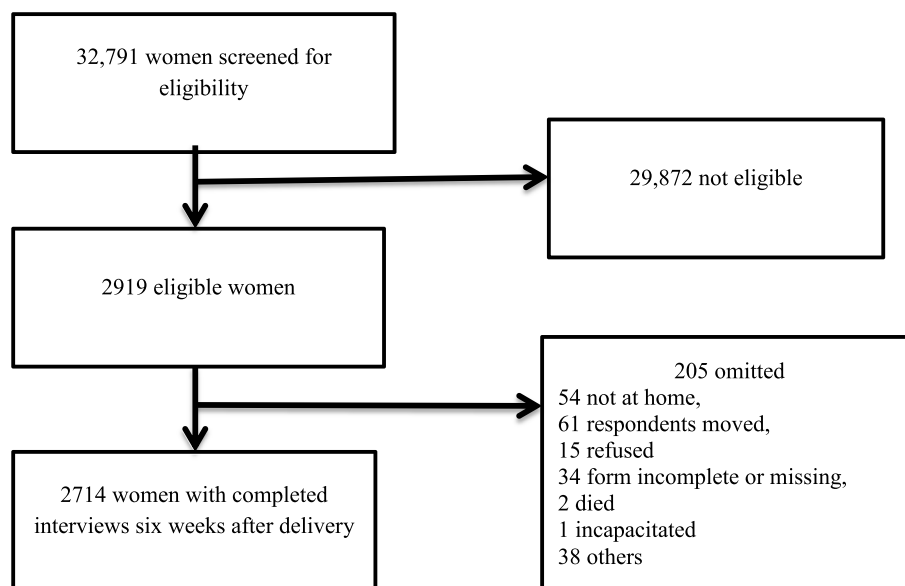 32,791 women screened for
eligibility
29,872 not eligible
2919 eligible women
205 omitted
54 not at home,
61 respondents moved,
15 refused
34 form incomplete or missing,
2 died
1 incapacitated
38 others
2714 women with completed
interviews six weeks after delivery